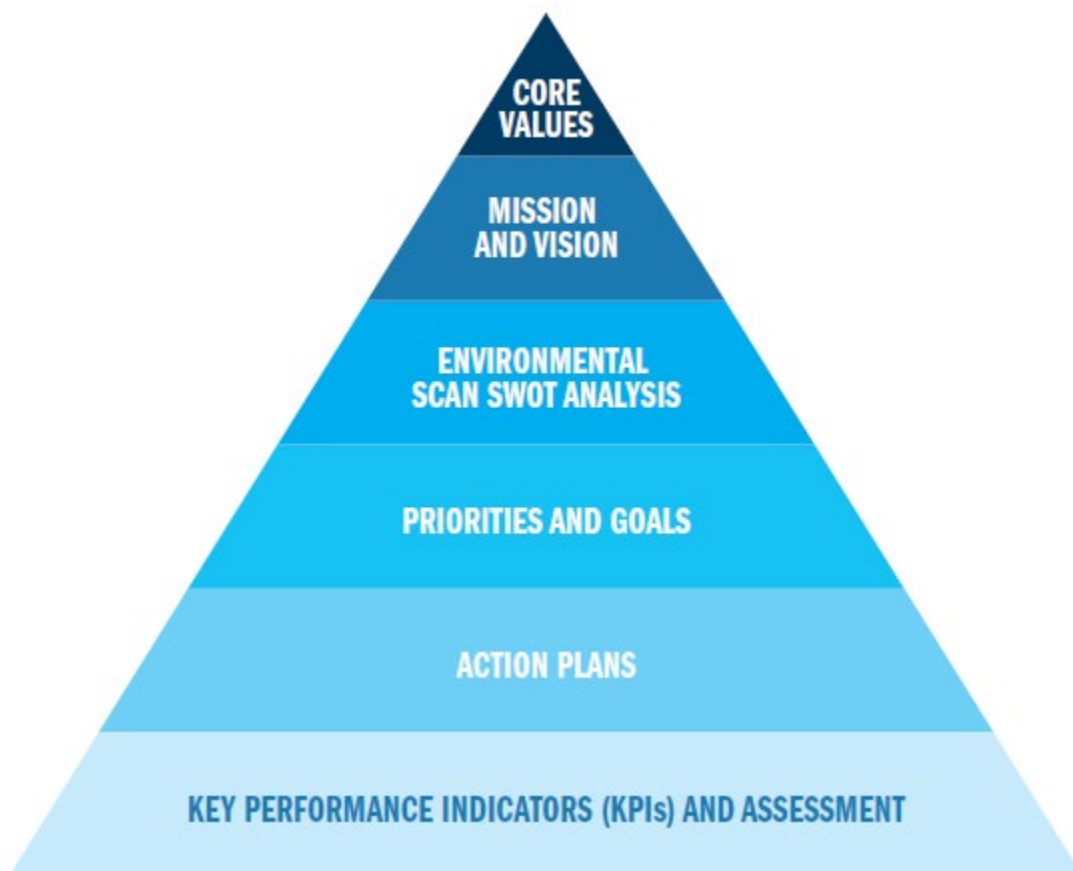 CORE
VALUES
MISSION
AND VISION
ENVIRONMENTAL
SCAN SWOT ANALYSIS
PRIORITIES AND GOALS
ACTION PLANS
KEY PERFORMANCE INDICATORS (KPIs) AND ASSESSMENT